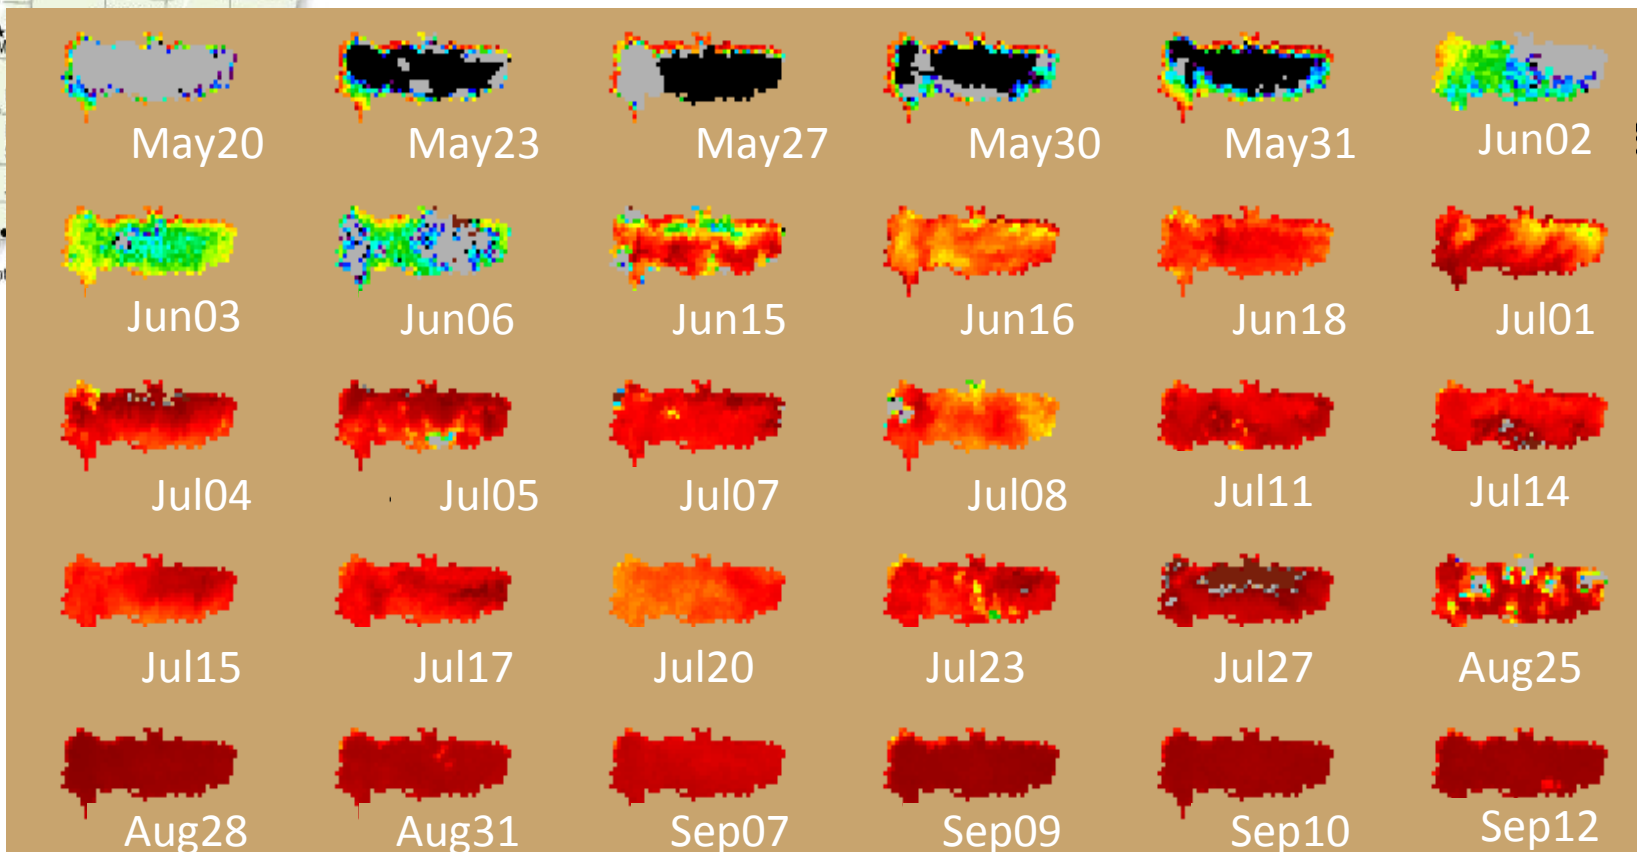 May20 May23 May27 May30 May31 Jun02
Jun03 Jun06 Jun15 Jun16 Jun18 Jul01
Jul04 Jul05 Jul07 Jul08 Jul11 Jul14
Jul15 Jul17 Jul20 Jul23 Jul27 Aug25
Aug28 Aug31 Sep07 Sep09 Sep10 Sep12